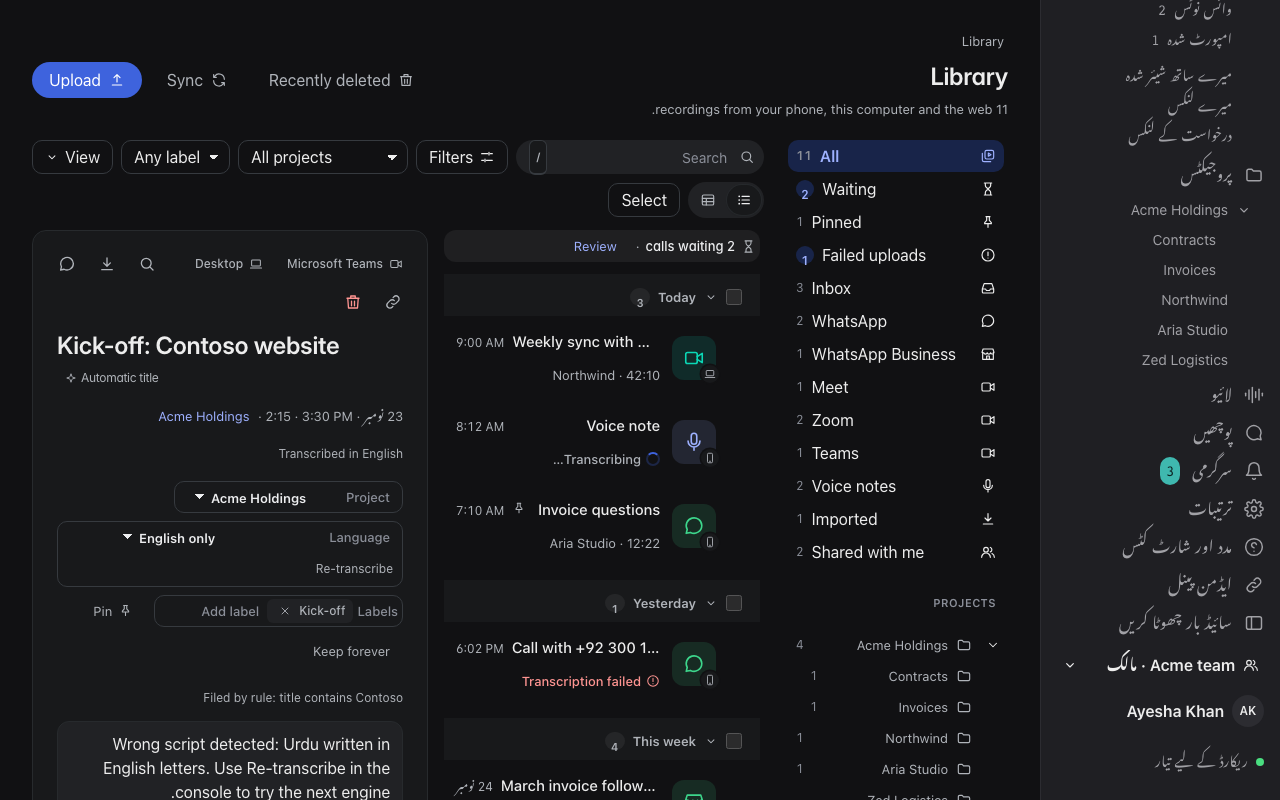 وائس نوٹس 2
امپورٹ شدہ 1
میرے ساتھ شیئر شدہ
میرے لنکس
درخواست کے لنکس
پروجیکٹس
Acme Holdings
Contracts
Invoices
Northwind
Aria Studio
Zed Logistics
لائیو
پوچھیں
سرگرمی 3
ترتیبات
مدد اور شارٹ کٹس
ایڈمن پینل
سائیڈ بار چھوٹا کریں
Acme team · مالک
AK Ayesha Khan
ریکارڈ کے لیے تیار
Library
Library
Recently deleted
Sync
Upload
.recordings from your phone, this computer and the web 11
All 11
Waiting 2
Pinned 1
Failed uploads 1
Inbox 3
WhatsApp 2
WhatsApp Business 1
Meet 1
Zoom 2
Teams 1
Voice notes 2
Imported 1
Shared with me 2
PROJECTS
Acme Holdings 4
Contracts 1
Invoices 1
Northwind 1
Aria Studio 1
Zed Logistics
Search /
Filters
All projects
Any label
View
Select
calls waiting 2 · Review
Today 3
9:00 AM Weekly sync with ...
Northwind · 42:10
8:12 AM Voice note
...Transcribing
7:10 AM Invoice questions
Aria Studio · 12:22
Yesterday 1
6:02 PM Call with +92 300 1...
Transcription failed
This week 4
24 نومبر March invoice follow...
Microsoft Teams
Desktop
Kick-off: Contoso website
Automatic title
23 نومبر · 3:30 PM · 2:15 · Acme Holdings
Transcribed in English
Project Acme Holdings
Language English only
Re-transcribe
Labels Kick-off × Add label
Pin
Keep forever
Filed by rule: title contains Contoso
Wrong script detected: Urdu written in
English letters. Use Re-transcribe in the
.console to try the next engine